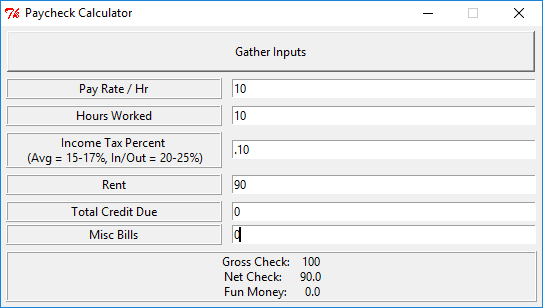 Paycheck Calculator
Gather Inputs
Pay Rate / Hr 10
Hours Worked 10
Income Tax Percent
(Avg = 15-17%, In/Out = 20-25%) .10
Rent 90
Total Credit Due 0
Misc Bills 0
Gross Check: 100
Net Check: 90.0
Fun Money: 0.0